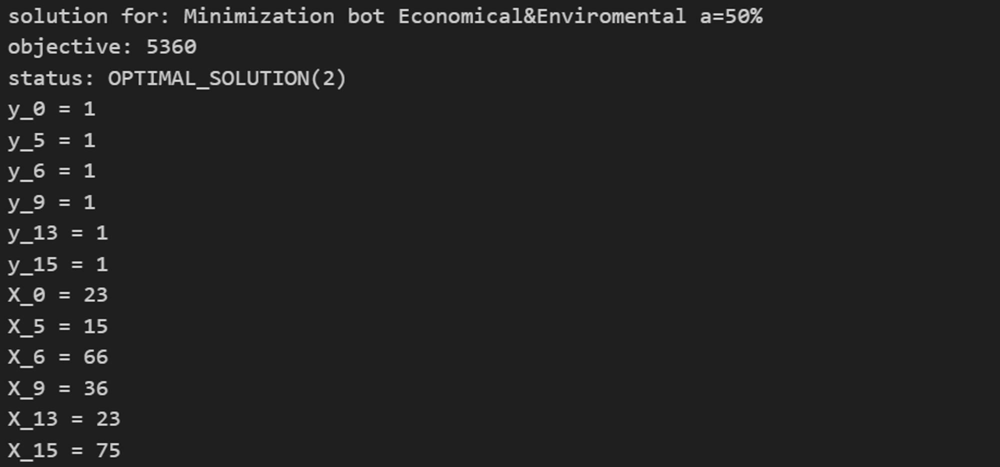 solution for: Minimization bot Economical&Enviromental a=50%
objective: 5360
status: OPTIMAL_SOLUTION(2)
y_0 = 1
y_5 = 1
y_6 = 1
y_9 = 1
y_13 = 1
y_15 = 1
X_0 = 23
X_5 = 15
X_6 = 66
X_9 = 36
X_13 = 23
X_15 = 75